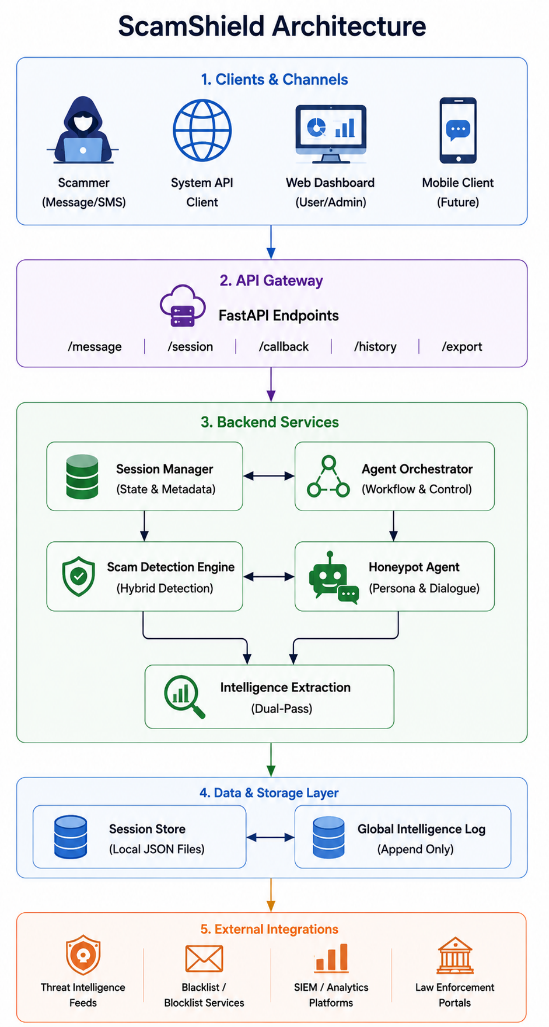 ScamShield Architecture
1. Clients & Channels
Scammer
(Message/SMS)
System API
Client
Web Dashboard
(User/Admin)
Mobile Client
(Future)
2. API Gateway
FastAPI Endpoints
/message
/session
/callback
/history
/export
3. Backend Services
Session Manager
(State & Metadata)
Agent Orchestrator
(Workflow & Control)
Scam Detection Engine
(Hybrid Detection)
Honeypot Agent
(Persona & Dialogue)
Intelligence Extraction
(Dual-Pass)
4. Data & Storage Layer
Session Store
(Local JSON Files)
Global Intelligence Log
(Append Only)
5. External Integrations
Threat Intelligence
Feeds
Blacklist /
Blocklist Services
SIEM / Analytics
Platforms
Law Enforcement
Portals